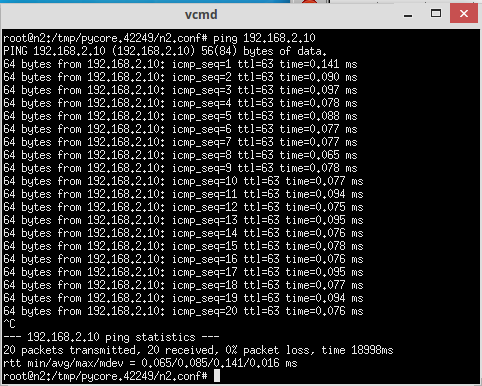 vcmd
root@n2:/tmp/pycore.42249/n2.conf# ping 192.168.2.10
PING 192.168.2.10 (192.168.2.10) 56(84) bytes of data.
64 bytes from 192.168.2.10: icmp_seq=1 ttl=63 time=0.141 ms
64 bytes from 192.168.2.10: icmp_seq=2 ttl=63 time=0.090 ms
64 bytes from 192.168.2.10: icmp_seq=3 ttl=63 time=0.097 ms
64 bytes from 192.168.2.10: icmp_seq=4 ttl=63 time=0.078 ms
64 bytes from 192.168.2.10: icmp_seq=5 ttl=63 time=0.088 ms
64 bytes from 192.168.2.10: icmp_seq=6 ttl=63 time=0.077 ms
64 bytes from 192.168.2.10: icmp_seq=7 ttl=63 time=0.077 ms
64 bytes from 192.168.2.10: icmp_seq=8 ttl=63 time=0.065 ms
64 bytes from 192.168.2.10: icmp_seq=9 ttl=63 time=0.078 ms
64 bytes from 192.168.2.10: icmp_seq=10 ttl=63 time=0.077 ms
64 bytes from 192.168.2.10: icmp_seq=11 ttl=63 time=0.094 ms
64 bytes from 192.168.2.10: icmp_seq=12 ttl=63 time=0.075 ms
64 bytes from 192.168.2.10: icmp_seq=13 ttl=63 time=0.095 ms
64 bytes from 192.168.2.10: icmp_seq=14 ttl=63 time=0.076 ms
64 bytes from 192.168.2.10: icmp_seq=15 ttl=63 time=0.078 ms
64 bytes from 192.168.2.10: icmp_seq=16 ttl=63 time=0.076 ms
64 bytes from 192.168.2.10: icmp_seq=17 ttl=63 time=0.095 ms
64 bytes from 192.168.2.10: icmp_seq=18 ttl=63 time=0.077 ms
64 bytes from 192.168.2.10: icmp_seq=19 ttl=63 time=0.094 ms
64 bytes from 192.168.2.10: icmp_seq=20 ttl=63 time=0.076 ms
^C
--- 192.168.2.10 ping statistics ---
20 packets transmitted, 20 received, 0% packet loss, time 18998ms
rtt min/avg/max/mdev = 0.065/0.085/0.141/0.016 ms
root@n2:/tmp/pycore.42249/n2.conf#